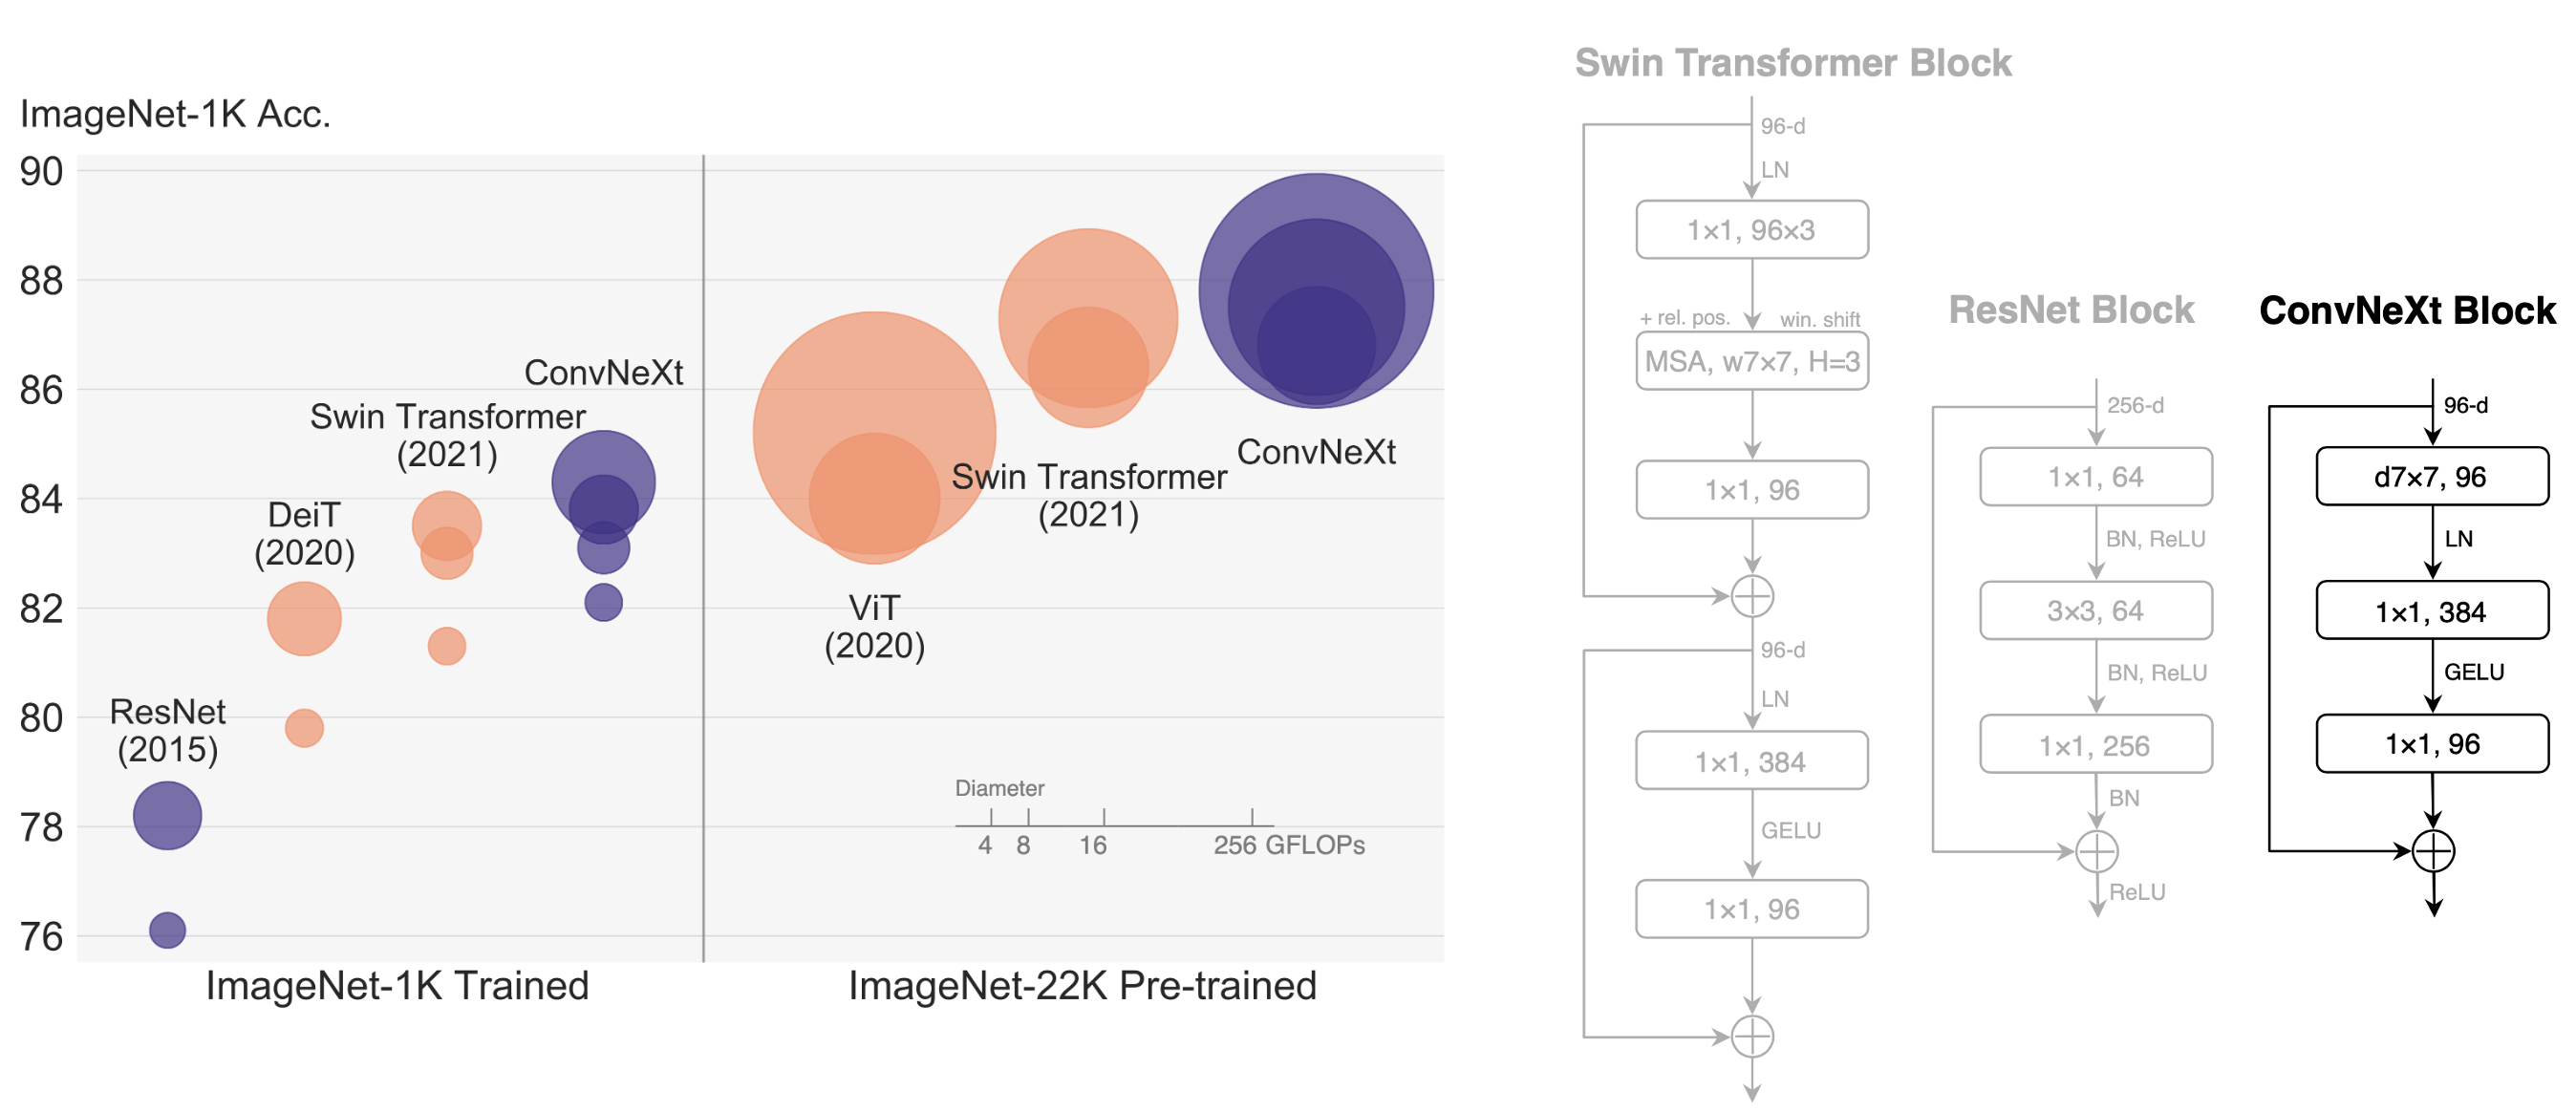 ImageNet-1K Acc.
90
88
86
84
82
80
78
76
ResNet
(2015)
DeiT
(2020)
Swin Transformer
(2021)
ConvNeXt
ViT
(2020)
Swin Transformer
(2021)
ConvNeXt
Diameter
4 8 16 256 GFLOPs
ImageNet-1K Trained
ImageNet-22K Pre-trained
Swin Transformer Block
96-d
LN
1×1, 96×3
+ rel. pos. win. shift
MSA, w7×7, H=3
1×1, 96
96-d
LN
1×1, 384
GELU
1×1, 96
ResNet Block
256-d
1×1, 64
BN, ReLU
3×3, 64
BN, ReLU
1×1, 256
BN
ReLU
ConvNeXt Block
96-d
d7×7, 96
LN
1×1, 384
GELU
1×1, 96